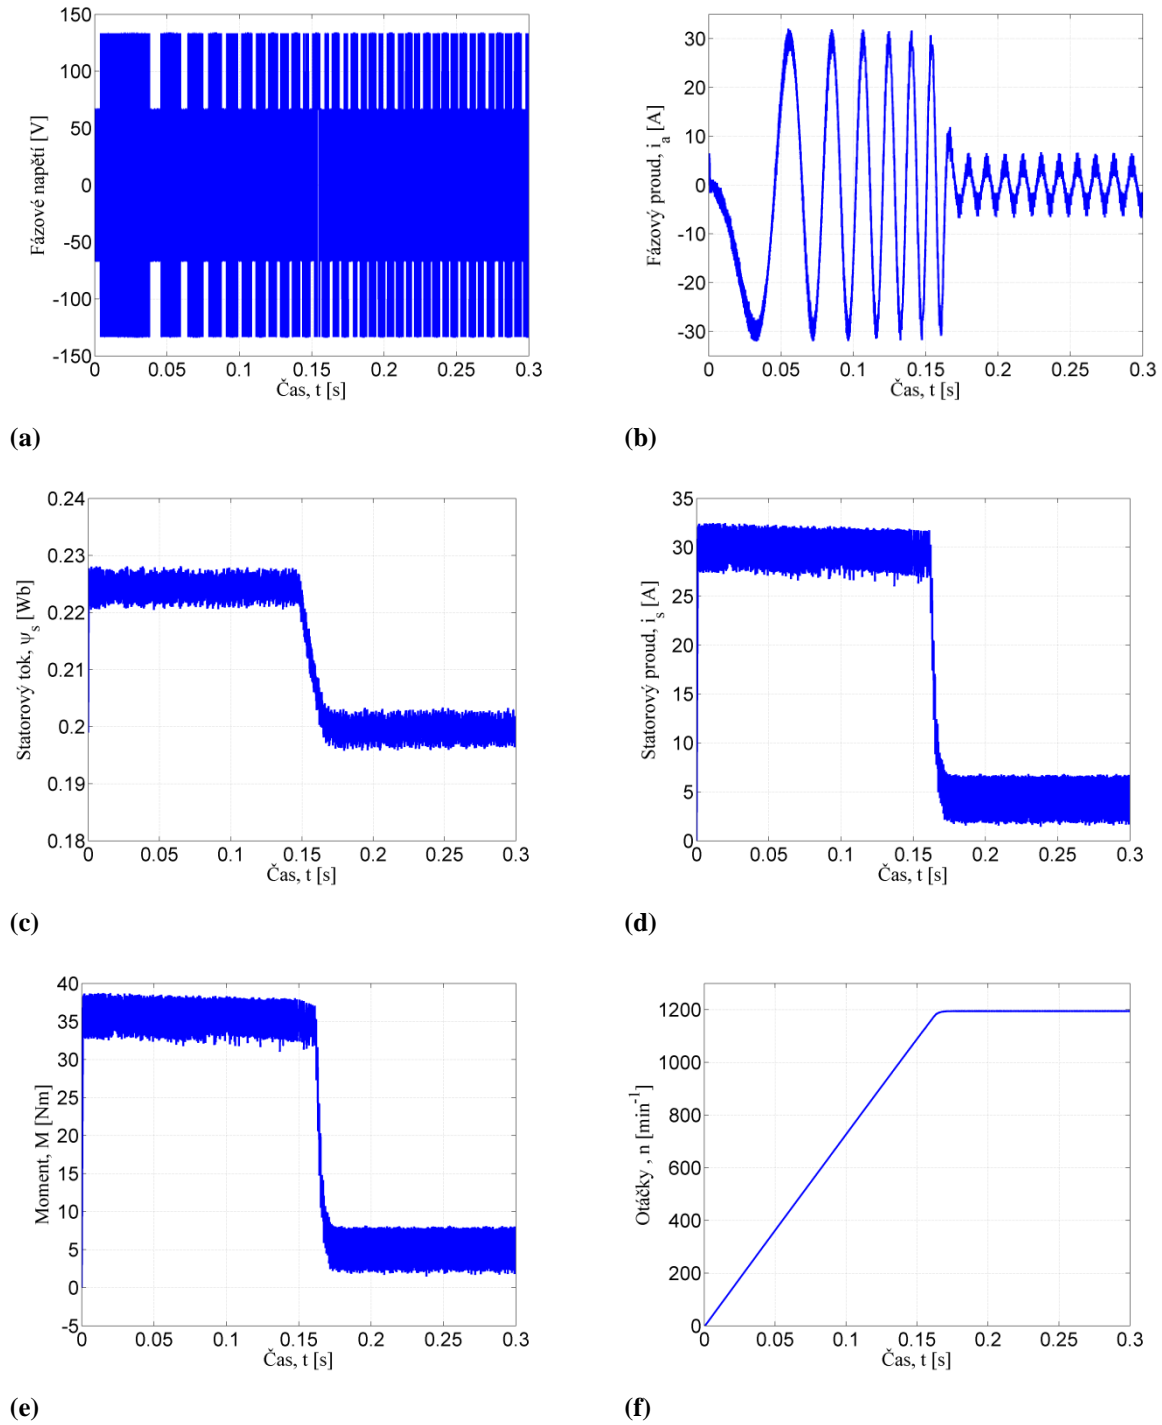 150
100
50
0
-50
-100
-150
Fázové napětí [V]
0 0.05 0.1 0.15 0.2 0.25 0.3
Čas, t [s]
(a)
30
20
10
0
-10
-20
-30
Fázový proud, i_a [A]
0 0.05 0.1 0.15 0.2 0.25 0.3
Čas, t [s]
(b)
0.24
0.23
0.22
0.21
0.2
0.19
0.18
Statorový tok, ψ_s [Wb]
0 0.05 0.1 0.15 0.2 0.25 0.3
Čas, t [s]
(c)
35
30
25
20
15
10
5
0
Statorový proud, i_s [A]
0 0.05 0.1 0.15 0.2 0.25 0.3
Čas, t [s]
(d)
40
35
30
25
20
15
10
5
0
-5
Moment, M [Nm]
0 0.05 0.1 0.15 0.2 0.25 0.3
Čas, t [s]
(e)
1200
1000
800
600
400
200
0
Otáčky , n [min⁻¹]
0 0.05 0.1 0.15 0.2 0.25 0.3
Čas, t [s]
(f)